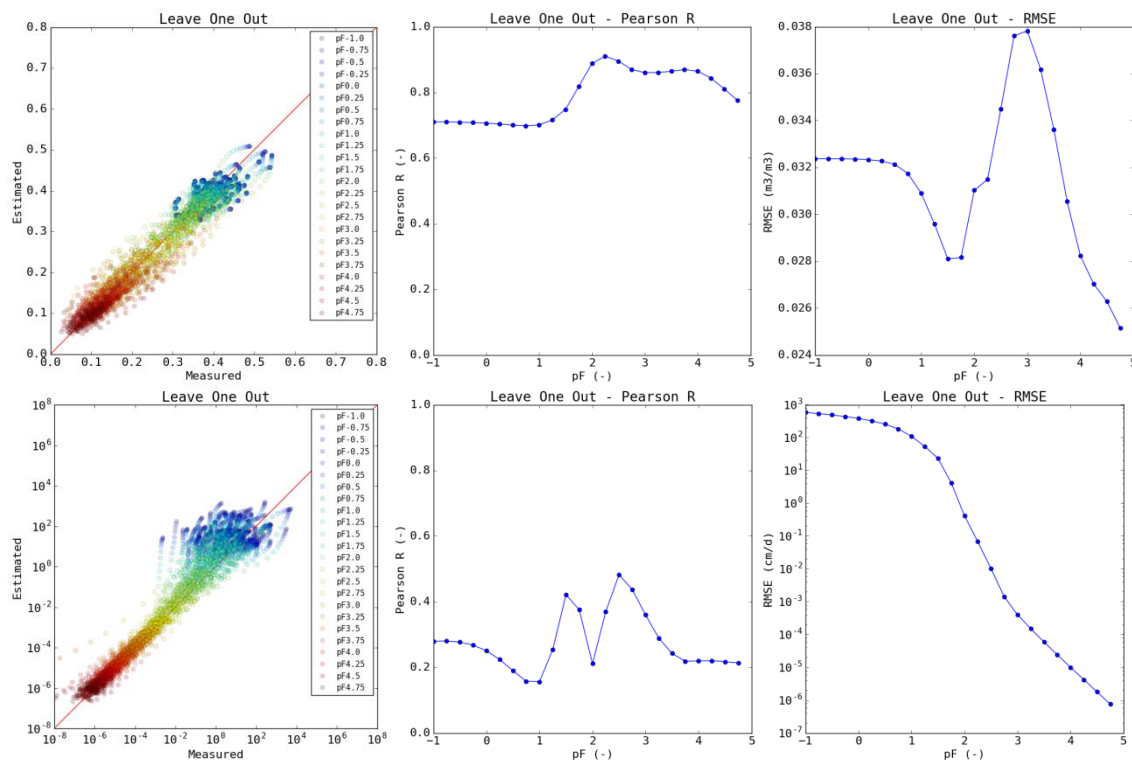 Leave One Out
0.8
0.7
0.6
0.5
0.4
0.3
0.2
0.1
0.0
Estimated
0.0 0.1 0.2 0.3 0.4 0.5 0.6 0.7 0.8
Measured
pF-1.0
pF-0.75
pF-0.5
pF-0.25
pF0.0
pF0.25
pF0.5
pF0.75
pF1.0
pF1.25
pF1.5
pF1.75
pF2.0
pF2.25
pF2.5
pF2.75
pF3.0
pF3.25
pF3.5
pF3.75
pF4.0
pF4.25
pF4.5
pF4.75
Leave One Out - Pearson R
1.0
0.8
0.6
0.4
0.2
0.0
Pearson R (-)
−1 0 1 2 3 4 5
pF (-)
Leave One Out - RMSE
0.038
0.036
0.034
0.032
0.030
0.028
0.026
0.024
RMSE (m3/m3)
−1 0 1 2 3 4 5
pF (-)
Leave One Out
10^8
10^6
10^4
10^2
10^0
10^-2
10^-4
10^-6
10^-8
Estimated
10^-8 10^-6 10^-4 10^-2 10^0 10^2 10^4 10^6 10^8
Measured
pF-1.0
pF-0.75
pF-0.5
pF-0.25
pF0.0
pF0.25
pF0.5
pF0.75
pF1.0
pF1.25
pF1.5
pF1.75
pF2.0
pF2.25
pF2.5
pF2.75
pF3.0
pF3.25
pF3.5
pF3.75
pF4.0
pF4.25
pF4.5
pF4.75
Leave One Out - Pearson R
1.0
0.8
0.6
0.4
0.2
0.0
Pearson R (-)
−1 0 1 2 3 4 5
pF (-)
Leave One Out - RMSE
10^3
10^2
10^1
10^0
10^-1
10^-2
10^-3
10^-4
10^-5
10^-6
10^-7
RMSE (cm/d)
−1 0 1 2 3 4 5
pF (-)